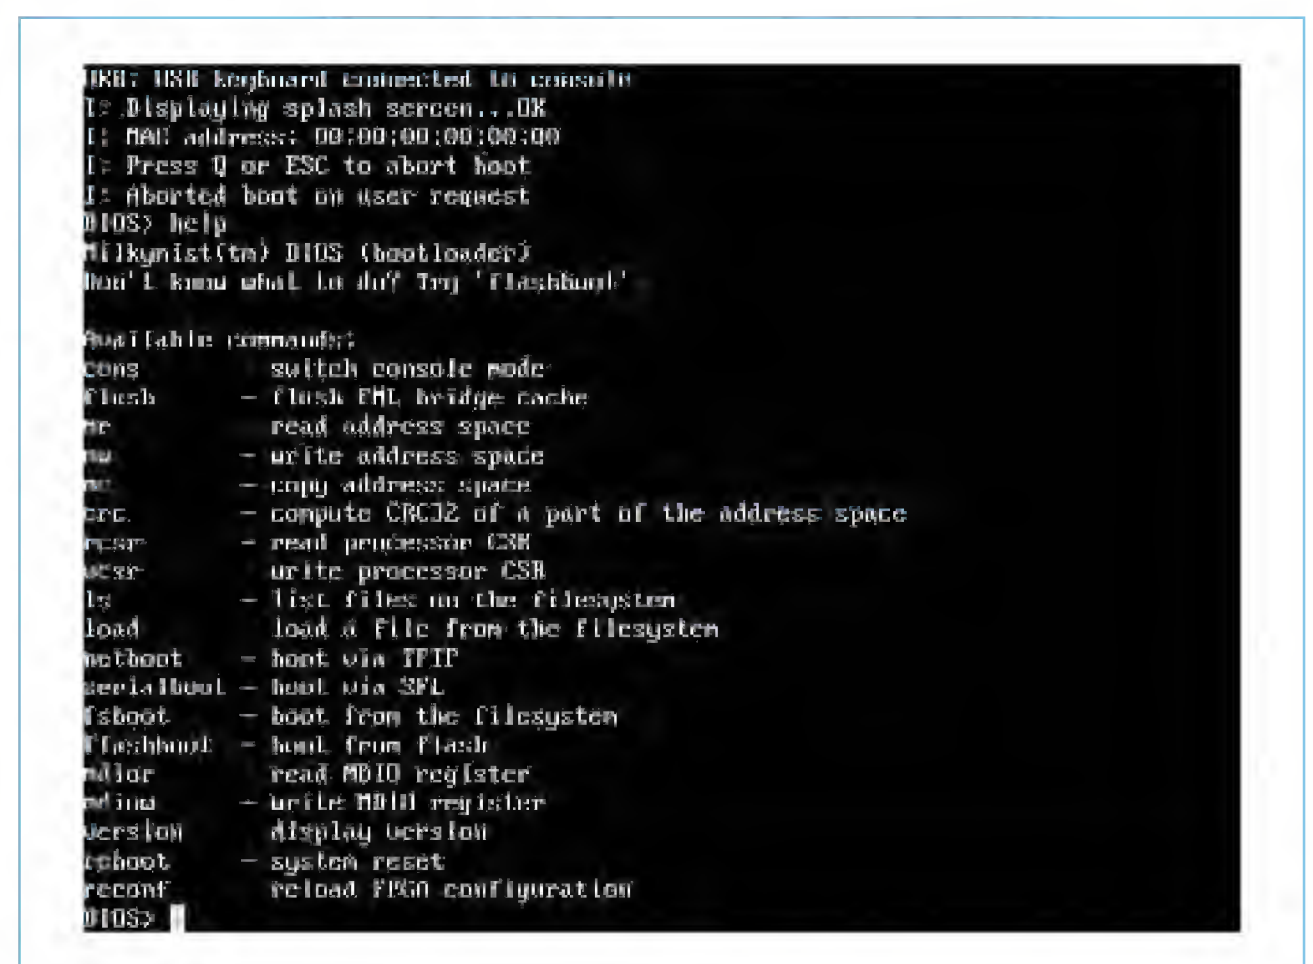 UKB: USB keyboard connected to console
I: Displaying splash screen...OK
I: MAC address: 00:00:00:00:00:00
I: Press Q or ESC to abort boot
I: Aborted boot on user request
BIOS> help
Milkymist(tm) BIOS (bootloader)
Don't know what to do? Try 'flashboot'
Available commands:
cons - switch console mode
flush - flush FML bridge cache
mr - read address space
mw - write address space
mc - copy address space
crc - compute CRC32 of a part of the address space
rcsr - read processor CSR
wcsr - write processor CSR
ls - list files on the filesystem
load - load a file from the filesystem
netboot - boot via TFTP
serialboot - boot via SFL
fsboot - boot from the filesystem
flashboot - boot from flash
mdior - read MDIO register
mdiow - write MDIO register
version - display version
reboot - system reset
reconf - reload FPGA configuration
BIOS>